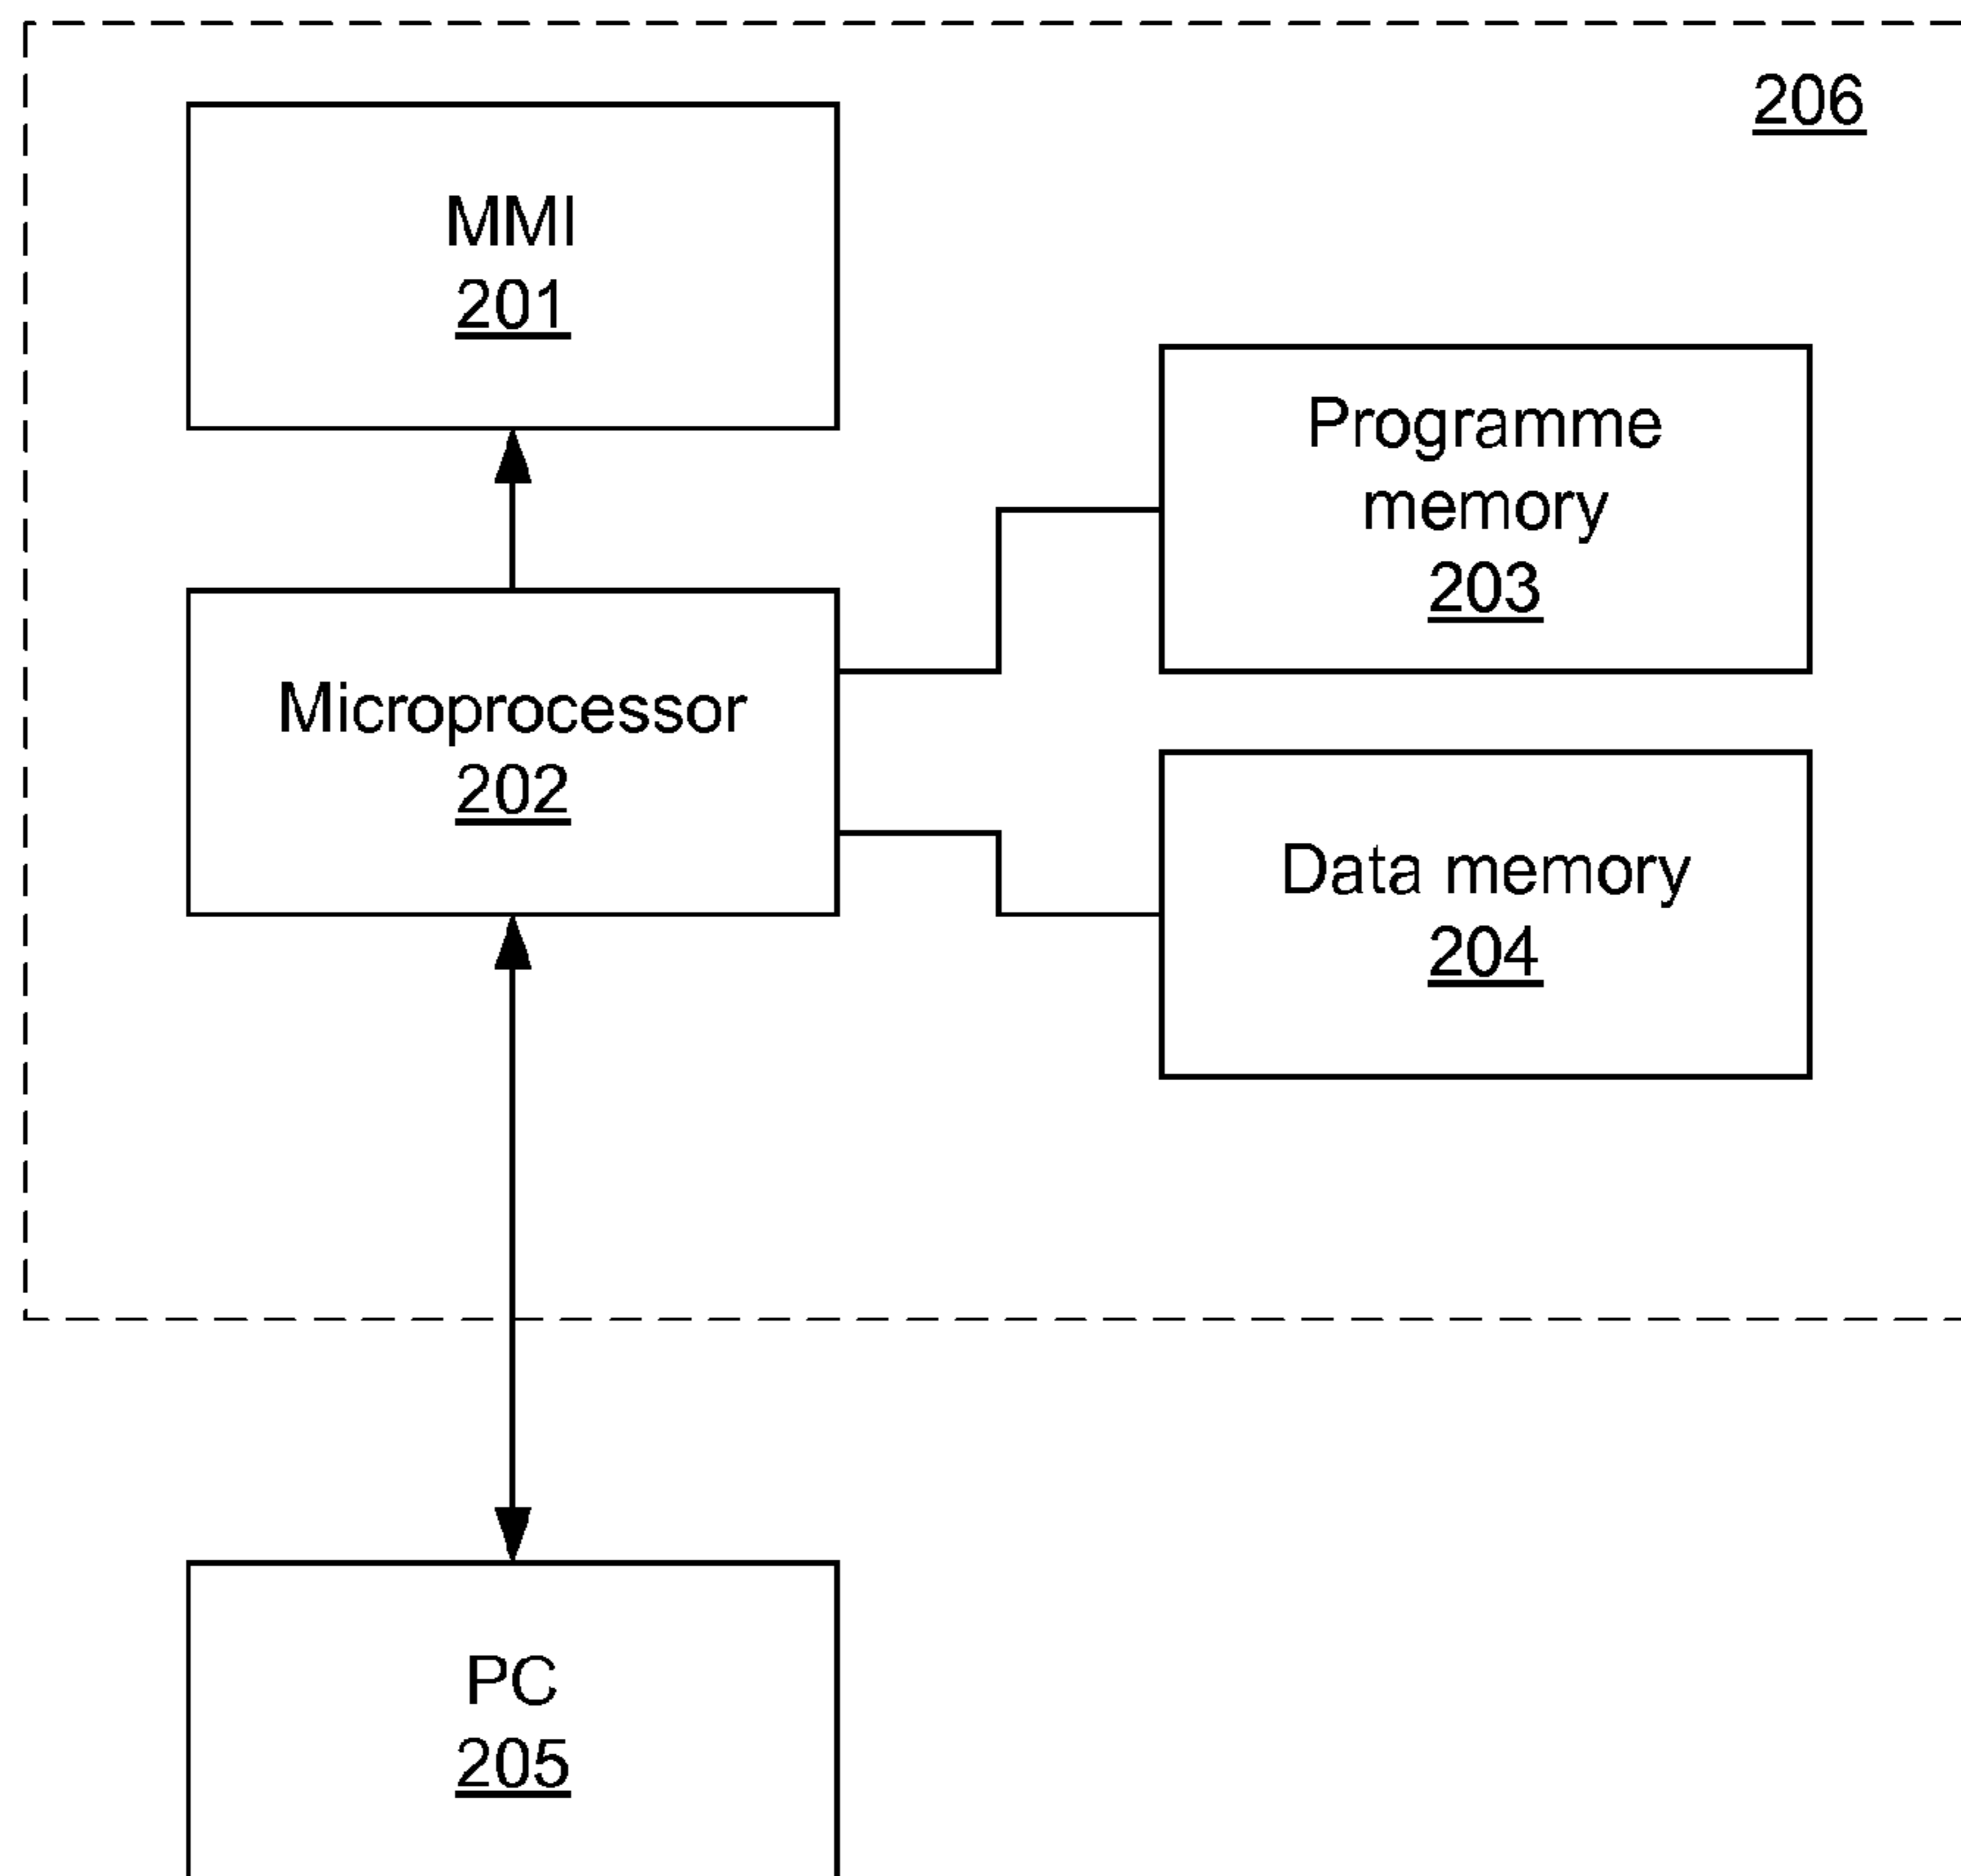 206
MMI
201
Programme
memory
203
Microprocessor
202
Data memory
204
PC
205